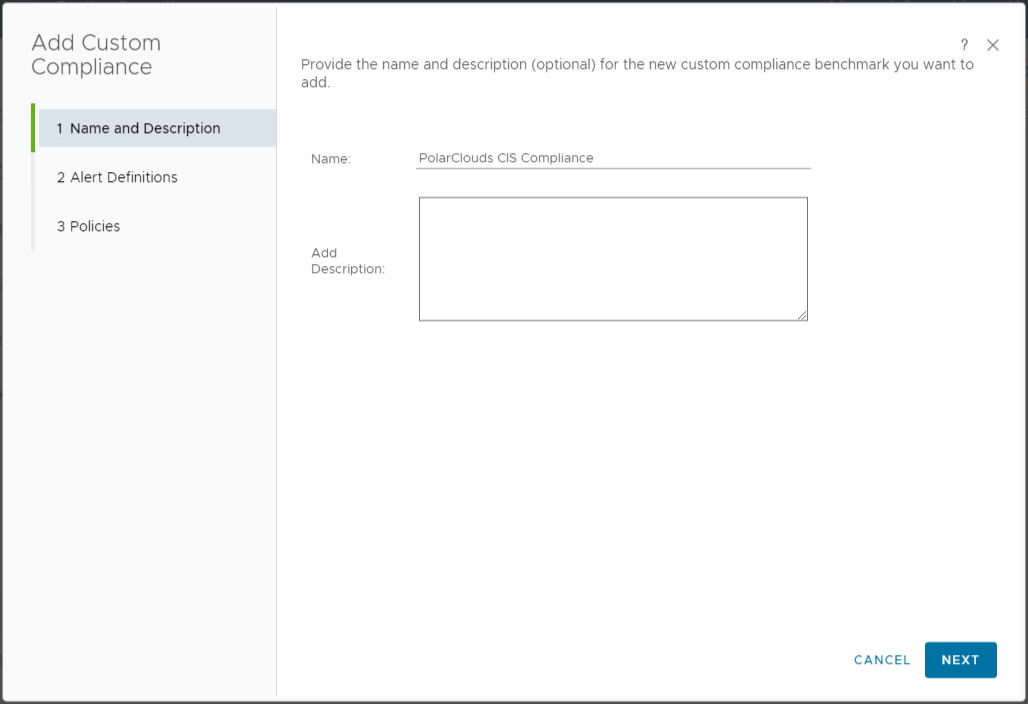 Add Custom
Compliance
1 Name and Description
2 Alert Definitions
3 Policies
?
Provide the name and description (optional) for the new custom compliance benchmark you want to
add.
Name:
PolarClouds CIS Compliance
Add
Description:
CANCEL
NEXT